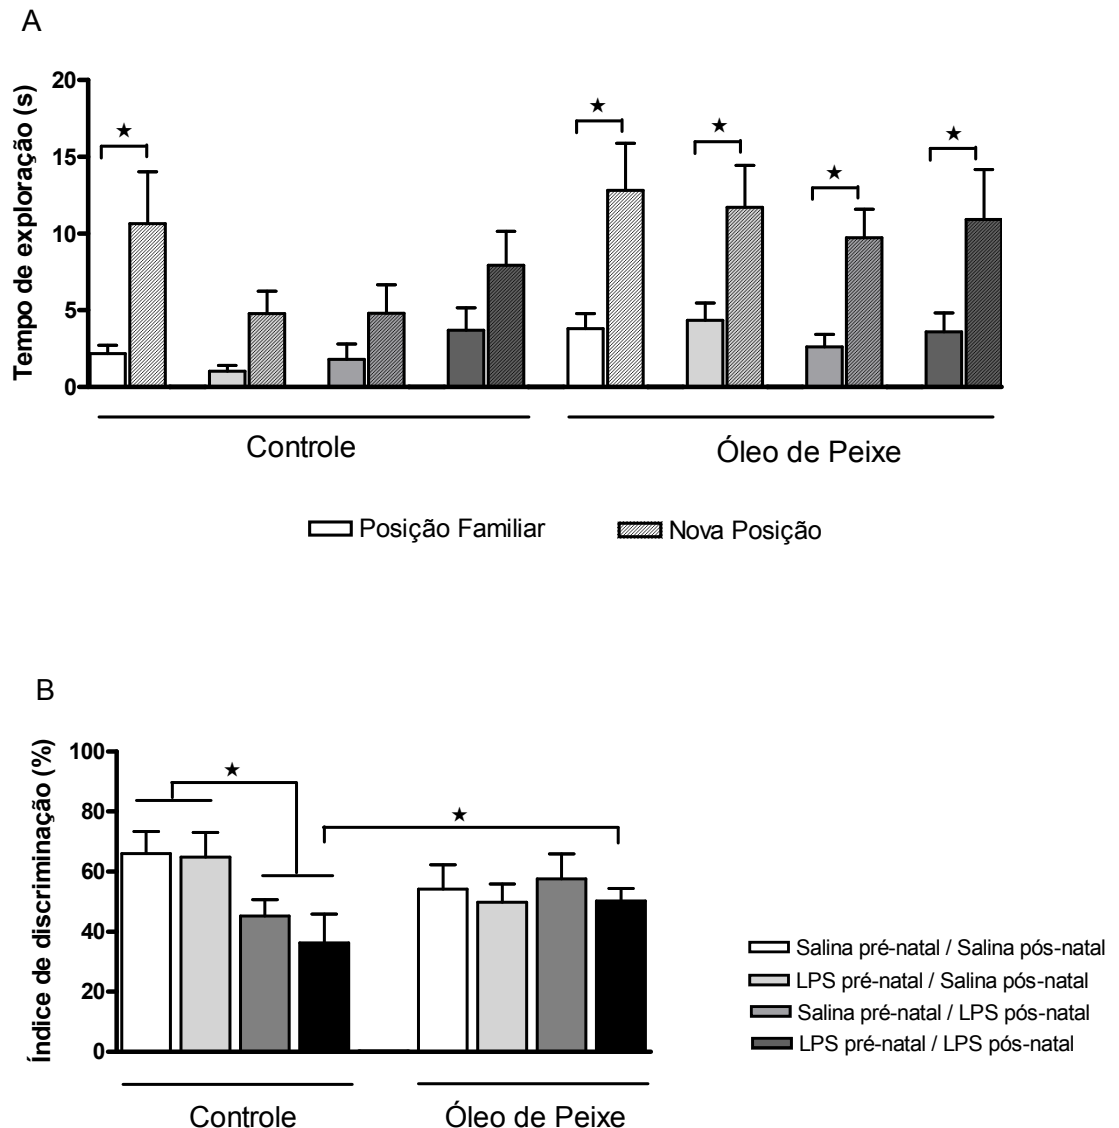 A
Tempo de exploração (s)
20
15
10
5
0
★
★
★
★
★
Controle
Óleo de Peixe
Posição Familiar
Nova Posição
B
Índice de discriminação (%)
100
80
60
40
20
0
★
★
Controle
Óleo de Peixe
Salina pré-natal / Salina pós-natal
LPS pré-natal / Salina pós-natal
Salina pré-natal / LPS pós-natal
LPS pré-natal / LPS pós-natal